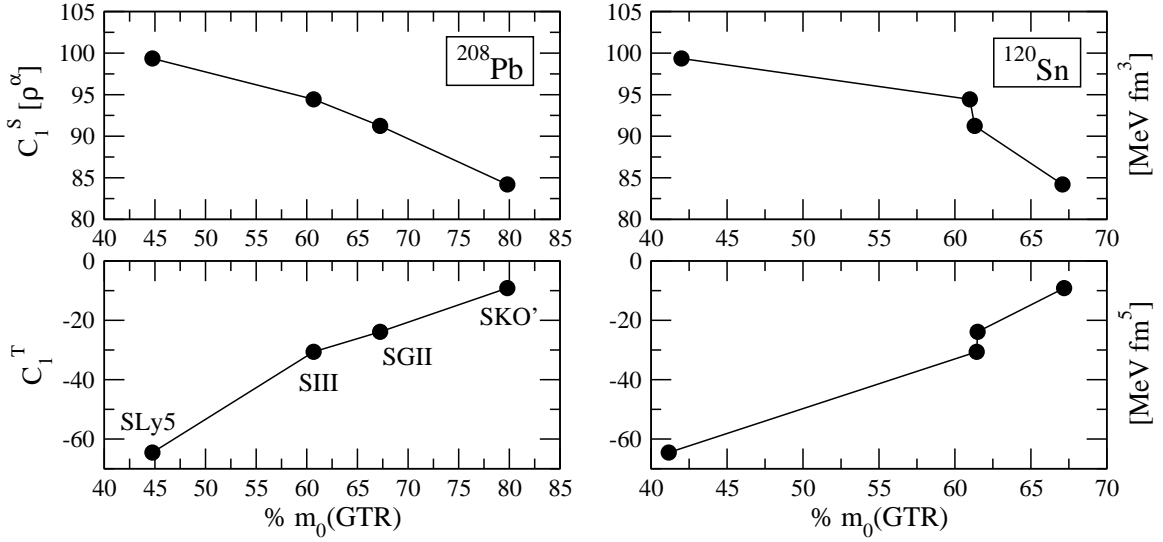 105
100
95
90
85
80
C₁ˢ [ρᵅ]
²⁰⁸Pb
40 45 50 55 60 65 70 75 80 85
105
100
95
90
85
80
¹²⁰Sn
[MeV fm³]
40 45 50 55 60 65 70
0
-20
-40
-60
C₁ᵀ
SKO'
SGII
SIII
SLy5
40 45 50 55 60 65 70 75 80 85
% m₀(GTR)
0
-20
-40
-60
[MeV fm⁵]
40 45 50 55 60 65 70
% m₀(GTR)